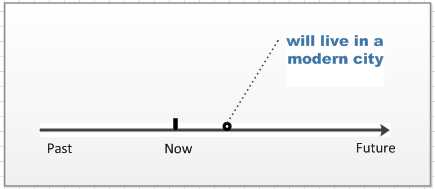 will live in a
modern city
Past
Now
Future